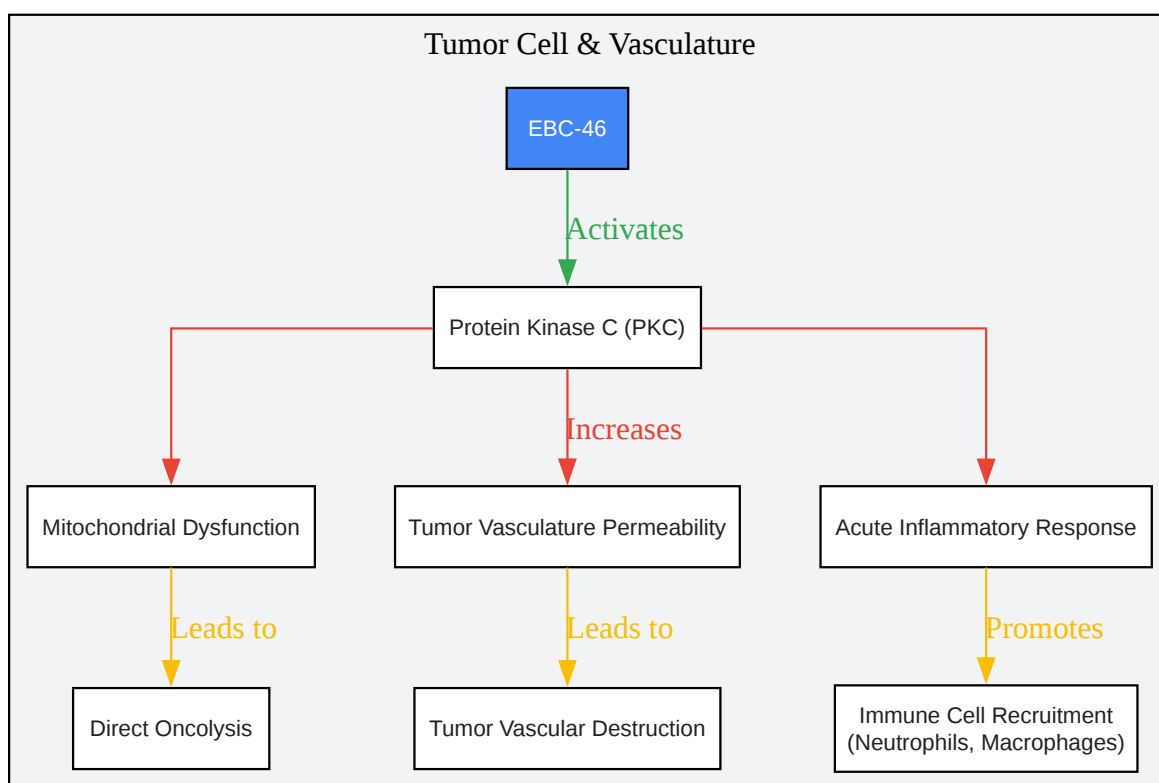 Tumor Cell & Vasculature
EBC-46
Activates
Protein Kinase C (PKC)
Increases
Mitochondrial Dysfunction
Tumor Vasculature Permeability
Acute Inflammatory Response
Leads to
Leads to
Promotes
Direct Oncolysis
Tumor Vascular Destruction
Immune Cell Recruitment
(Neutrophils, Macrophages)